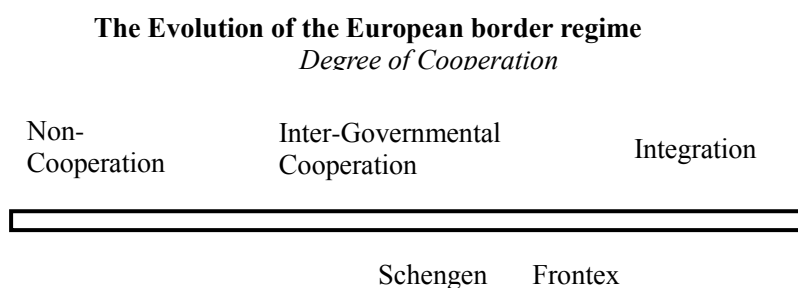 The Evolution of the European border regime
Degree of Cooperation
Non-
Cooperation
Inter-Governmental
Cooperation
Integration
Schengen Frontex